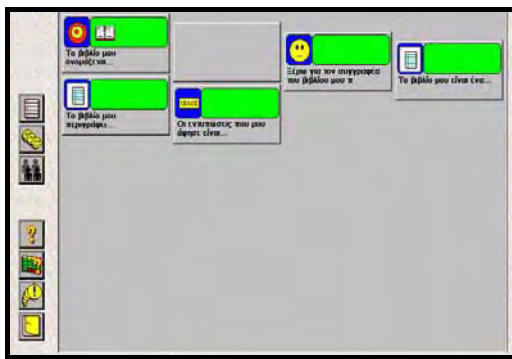 Το βιβλίο μου
ονομάζεται...
Ξέρω για τον συγγραφέα
του βιβλίου μου π
Το βιβλίο μου είναι ένα...
Το βιβλίο μου
περιγράφει...
Οι εντυπώσεις που μου
άφησε είναι...